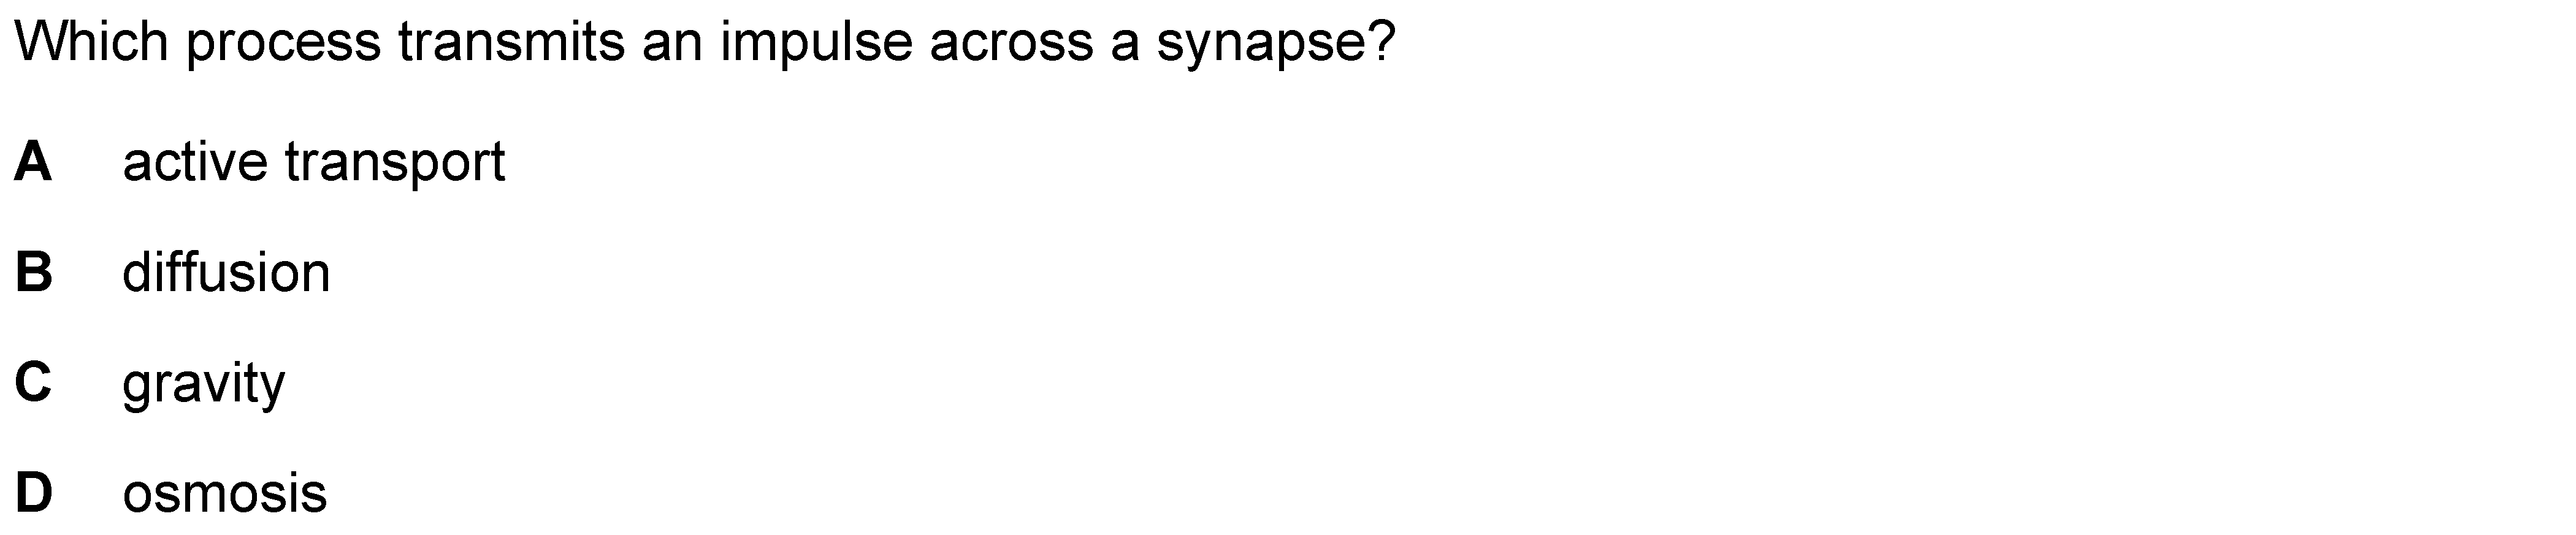 Which process transmits an impulse across a synapse?
A active transport
B diffusion
C gravity
D osmosis